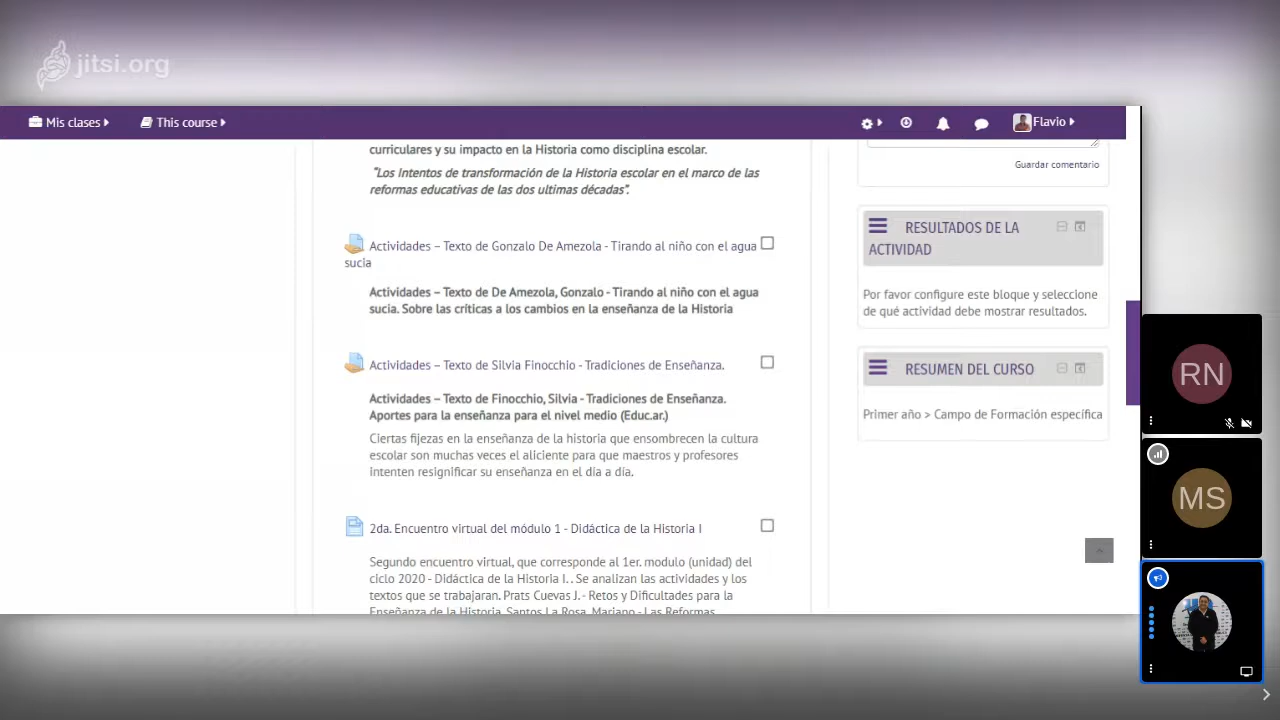 jitsi.org
Mis clases
This course
Flavio
curriculares y su impacto en la Historia como disciplina escolar.
"Los Intentos de transformación de la Historia escolar en el marco de las
reformas educativas de las dos ultimas décadas".
Actividades – Texto de Gonzalo De Amezola - Tirando al niño con el agua
sucia
Actividades – Texto de De Amezola, Gonzalo - Tirando al niño con el agua
sucia. Sobre las críticas a los cambios en la enseñanza de la Historia
Actividades – Texto de Silvia Finocchio - Tradiciones de Enseñanza.
Actividades – Texto de Finocchio, Silvia - Tradiciones de Enseñanza.
Aportes para la enseñanza para el nivel medio (Educ.ar.)
Ciertas fijezas en la enseñanza de la historia que ensombrecen la cultura
escolar son muchas veces el aliciente para que maestros y profesores
intenten resignificar su enseñanza en el día a día.
2da. Encuentro virtual del módulo 1 - Didáctica de la Historia I
Segundo encuentro virtual, que corresponde al 1er. modulo (unidad) del
ciclo 2020 - Didáctica de la Historia I. . Se analizan las actividades y los
textos que se trabajaran. Prats Cuevas J. - Retos y Dificultades para la
Enseñanza de la Historia. Santos La Rosa, Mariano - Las Reformas
Guardar comentario
RESULTADOS DE LA
ACTIVIDAD
Por favor configure este bloque y seleccione
de qué actividad debe mostrar resultados.
RESUMEN DEL CURSO
Primer año > Campo de Formación específica
RN
MS